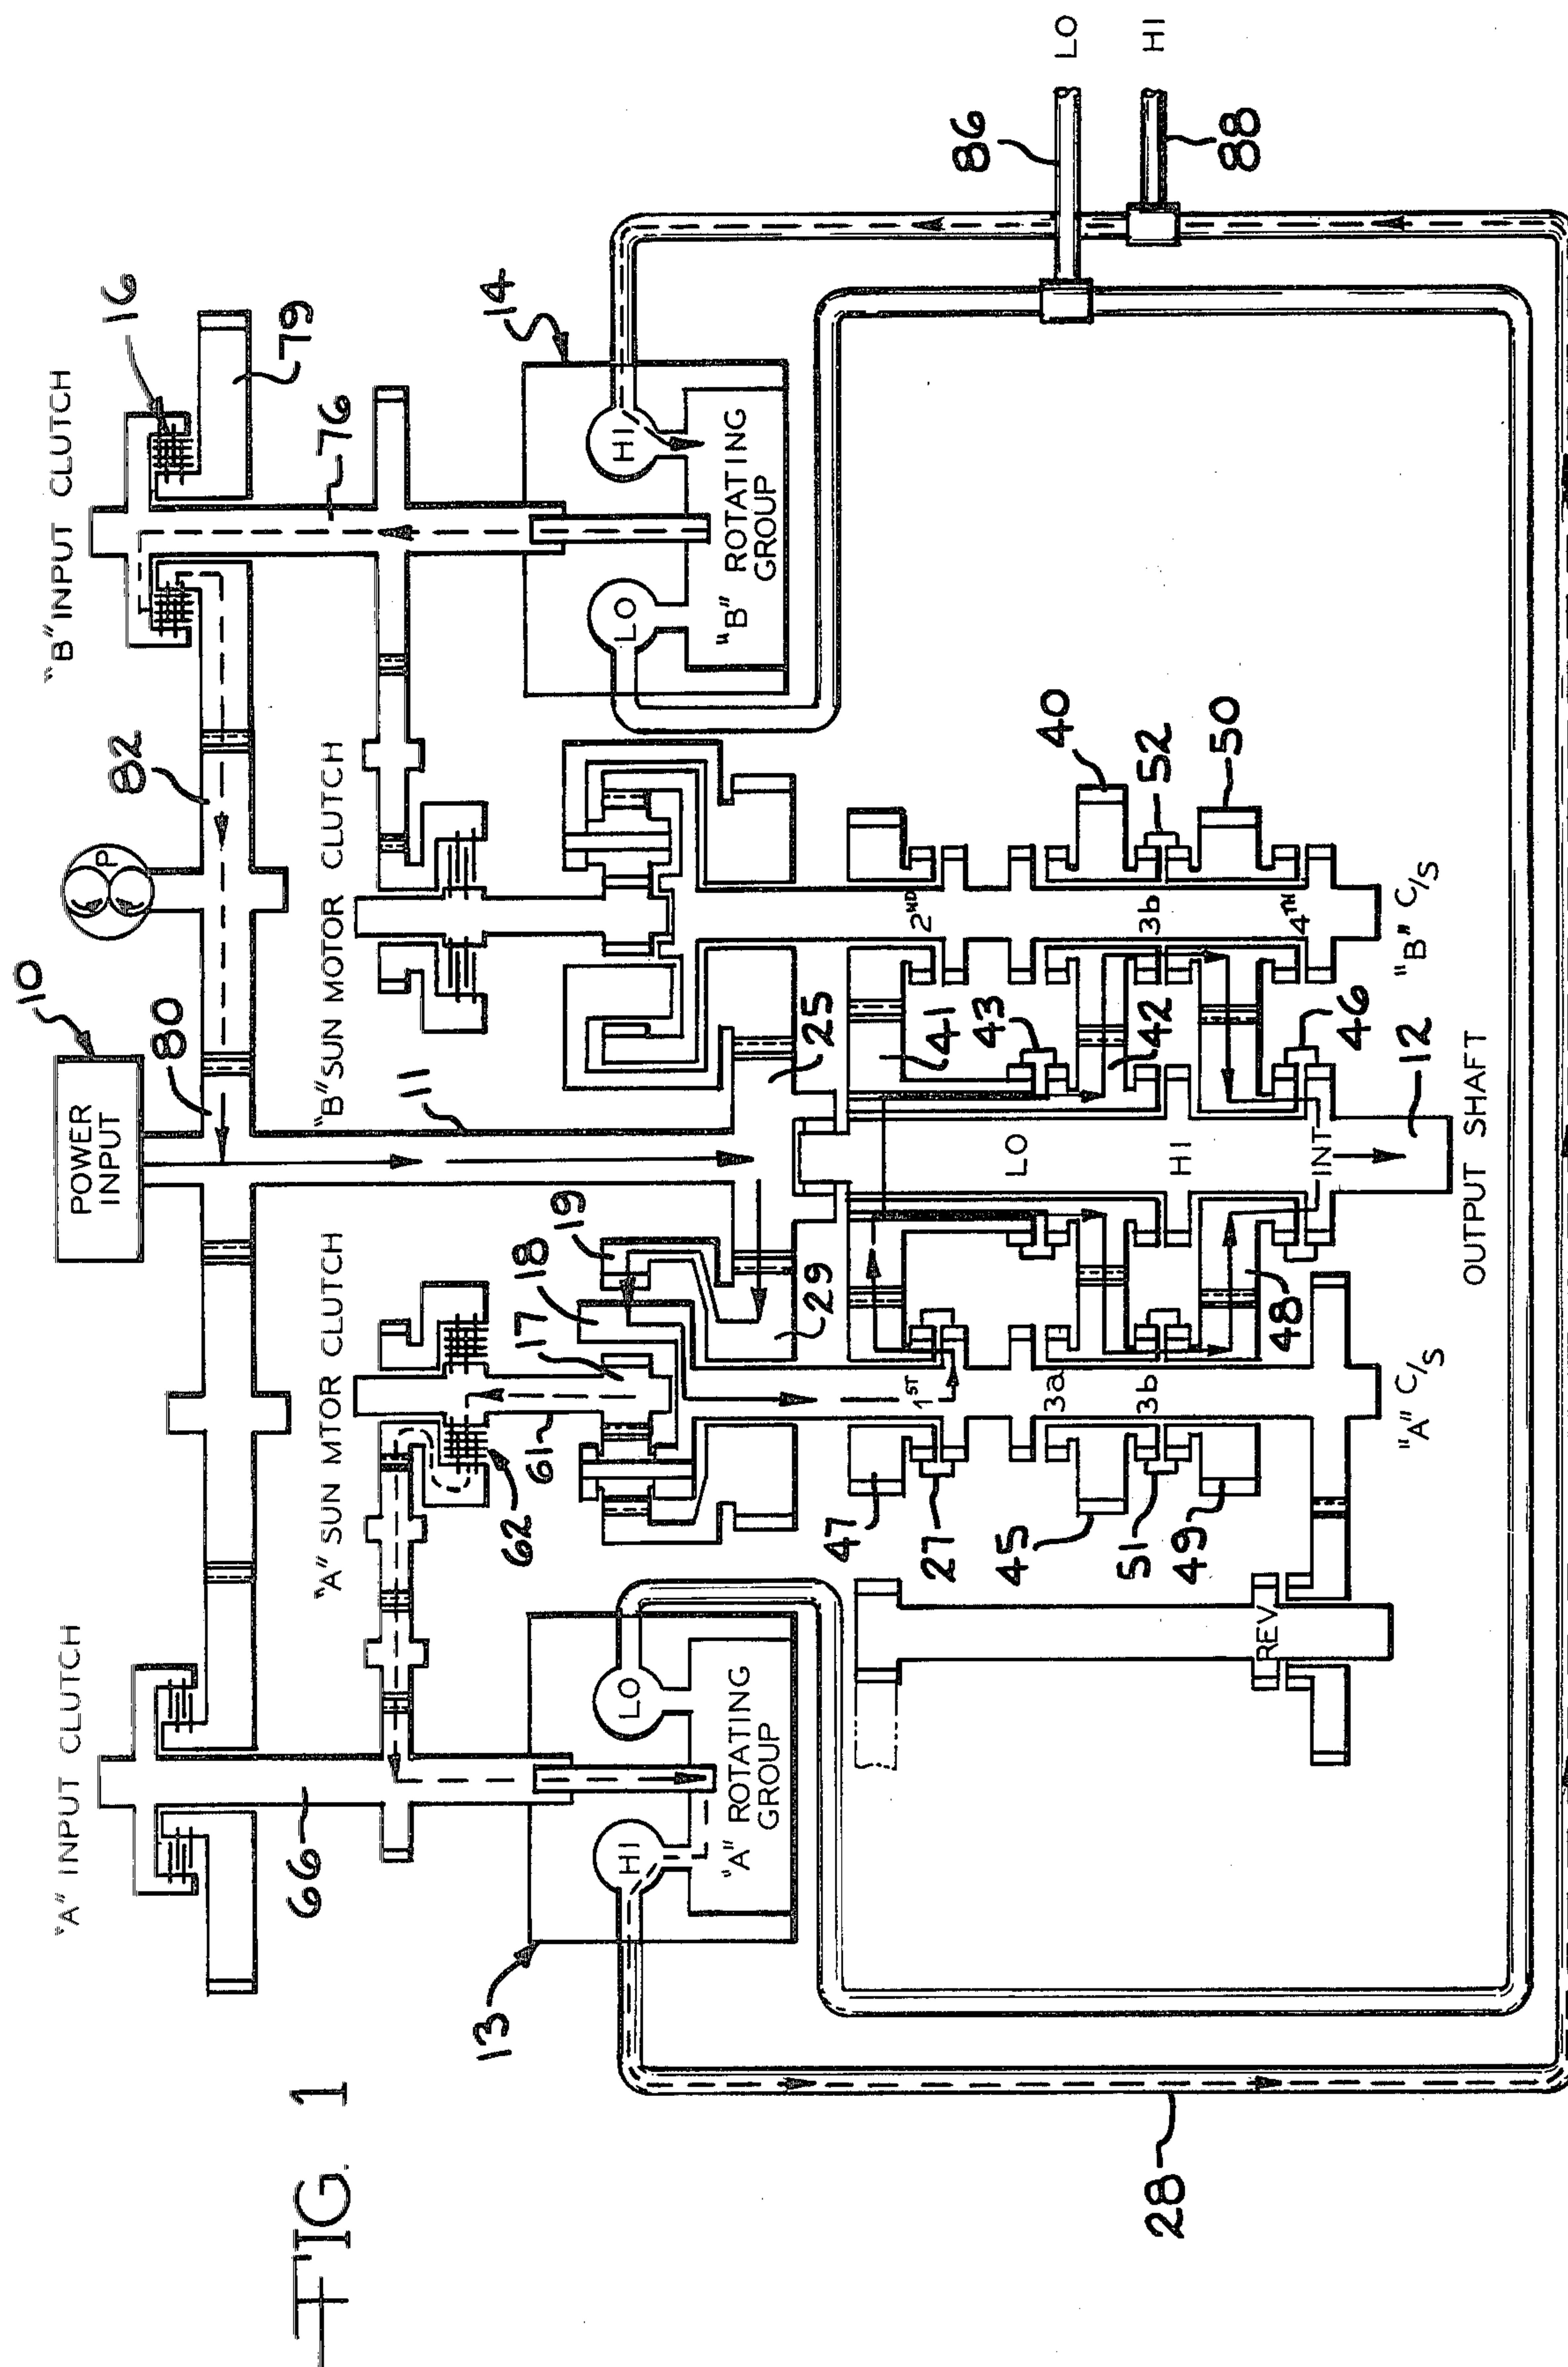 FIG. 1
"A" INPUT CLUTCH
POWER
INPUT
10
80
82
P
"B" INPUT CLUTCH
16
79
76
66
"A" SUN MTOR CLUTCH
"B" SUN MOTOR CLUTCH
11
62
61
17
18
19
29
25
13
HI
LO
"A" ROTATING
GROUP
14
LO
HI
"B" ROTATING
GROUP
86
LO
88
HI
47
27
45
51
49
1ST
3a
3b
48
"A" C/S
REV
LO
HI
INT
41
43
42
46
12
OUTPUT SHAFT
2ND
3b
4TH
"B" C/S
40
52
50
28